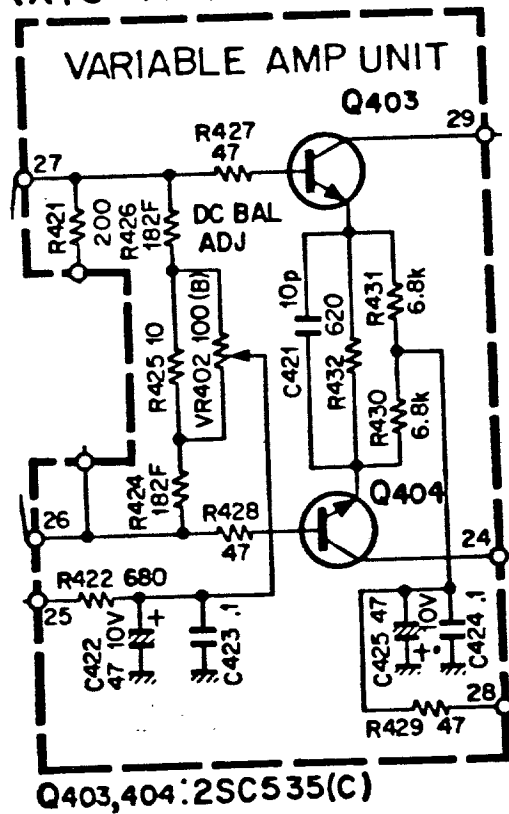 VARIABLE AMP UNIT
Q403
29
R427
47
27
R421
200
R426
182F
DC BAL
ADJ
10p
C421
620
R432
R431
6.8k
R425 10
VR402 100(B)
R430
6.8k
R424
182F
R428
47
Q404
26
24
R422 680
25
C422
47 10V
+
C423 .1
C425 47
10V
+
C424 .1
28
R429 47
Q403,404:2SC535(C)